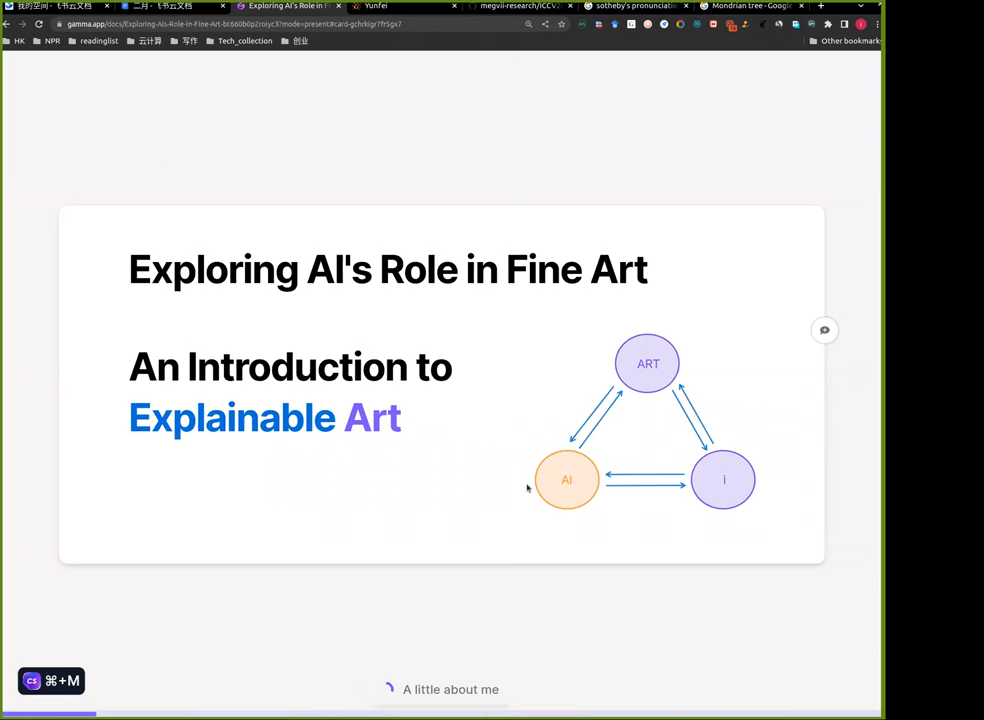 我的空间 - 飞书云文档
二月 - 飞书云文档
Exploring AI's Role in Fi
Yunfei
megvii-research/ICCV2
sotheby's pronunciatio
Mondrian tree - Google
gamma.app/docs/Exploring-AIs-Role-in-Fine-Art-bt660b0p2roiyc3?mode=present#card-gchrkigr7frsgx7
HK
NPR
readinglist
云计算
写作
Tech_collection
创业
Other bookmarks
Exploring AI's Role in Fine Art
An Introduction to
Explainable Art
ART
AI
i
CS ⌘+M
A little about me